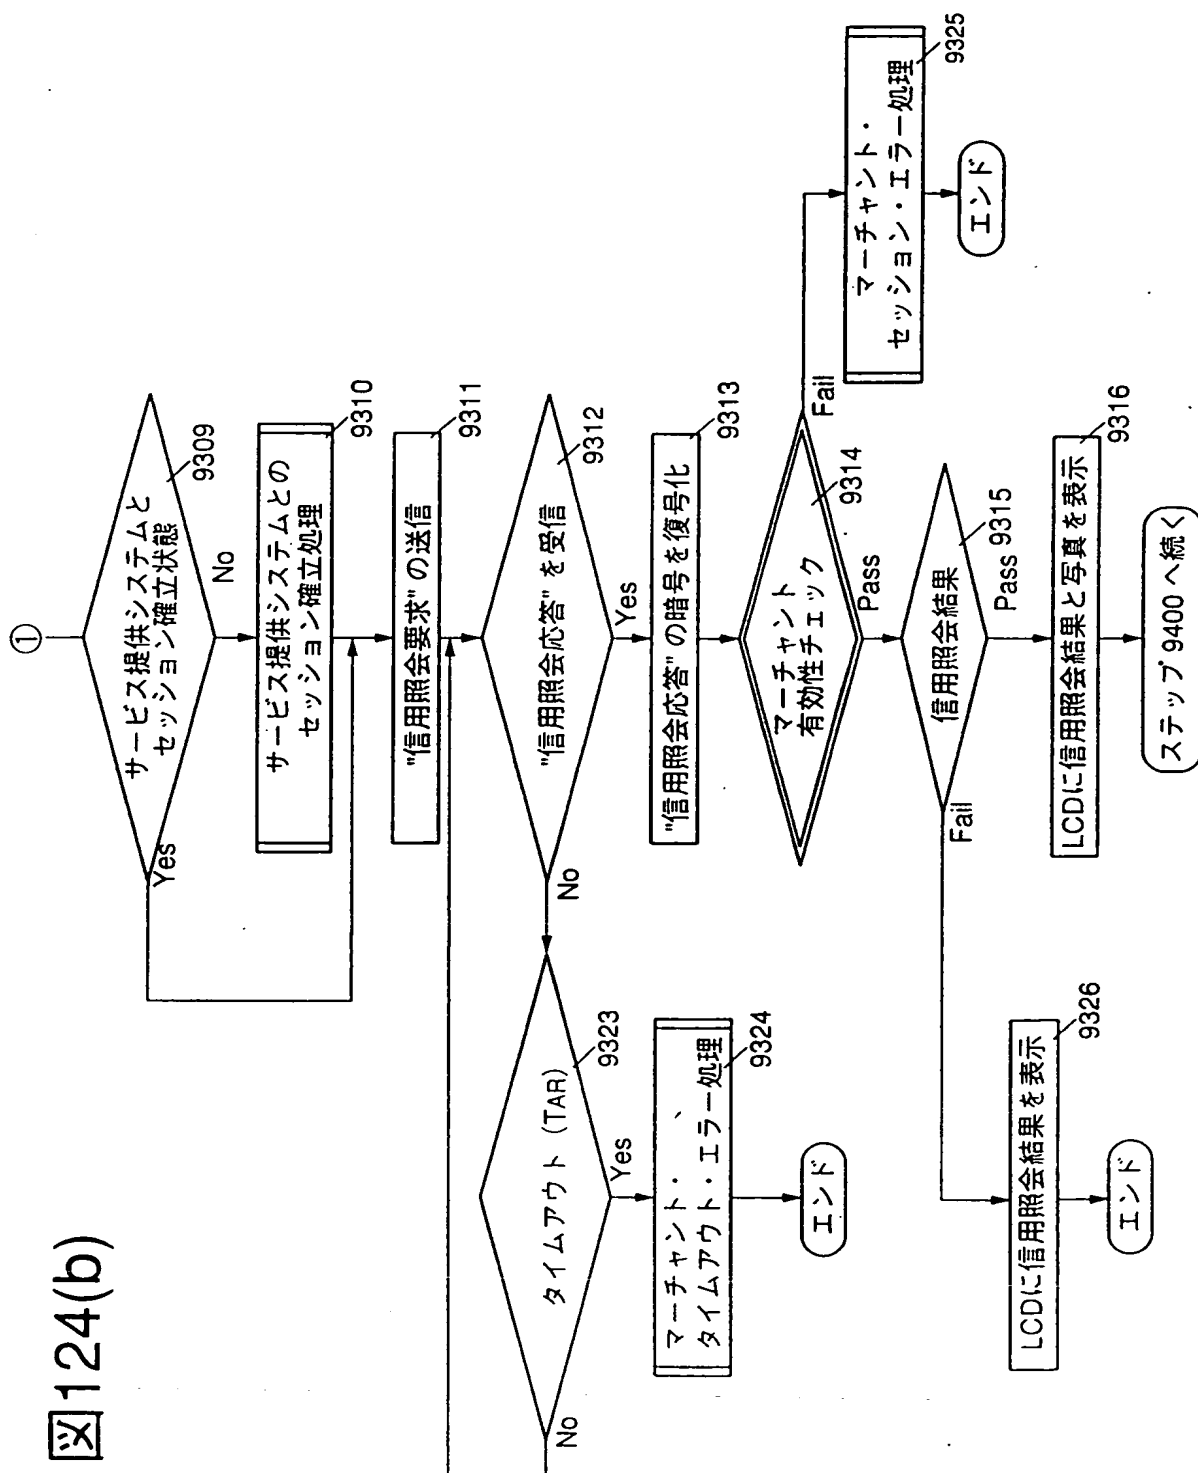 図124(b)
①
サービス提供システムと
セッション確立状態
9309
Yes
No
サービス提供システムとの
セッション確立処理
9310
"信用照会要求" の送信
9311
"信用照会応答" を受信
9312
No
Yes
タイムアウト (TAR)
9323
No
Yes
マーチャント・
タイムアウト・エラー処理
9324
エンド
"信用照会応答" の暗号を復号化
9313
マーチャント
有効性チェック
9314
Fail
Pass
マーチャント・
セッション・エラー処理
9325
エンド
信用照会結果
9315
Fail
Pass
LCDに信用照会結果を表示
9326
エンド
LCDに信用照会結果と写真を表示
9316
ステップ 9400 へ続く